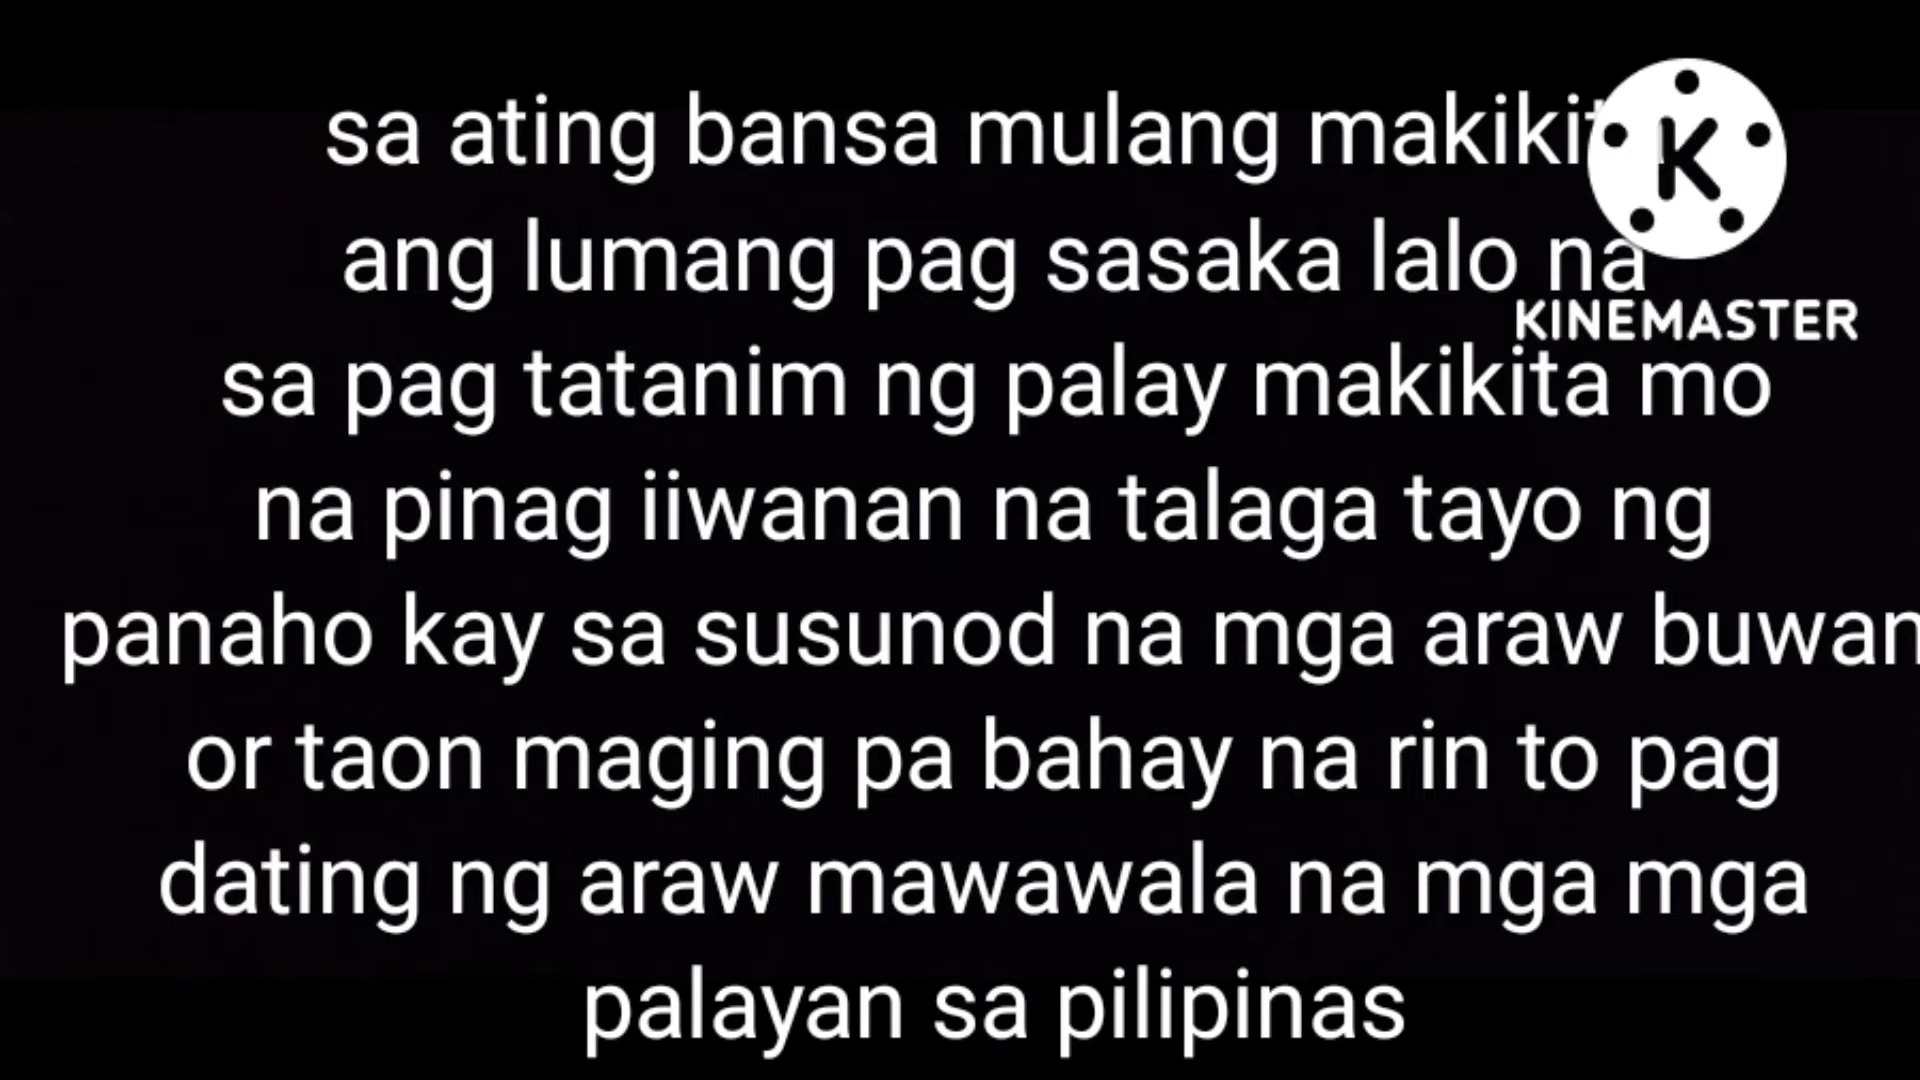 sa ating bansa mulang makikita
ang lumang pag sasaka lalo na
sa pag tatanim ng palay makikita mo
na pinag iiwanan na talaga tayo ng
panaho kay sa susunod na mga araw buwan
or taon maging pa bahay na rin to pag
dating ng araw mawawala na mga mga
palayan sa pilipinas
K
KINEMASTER